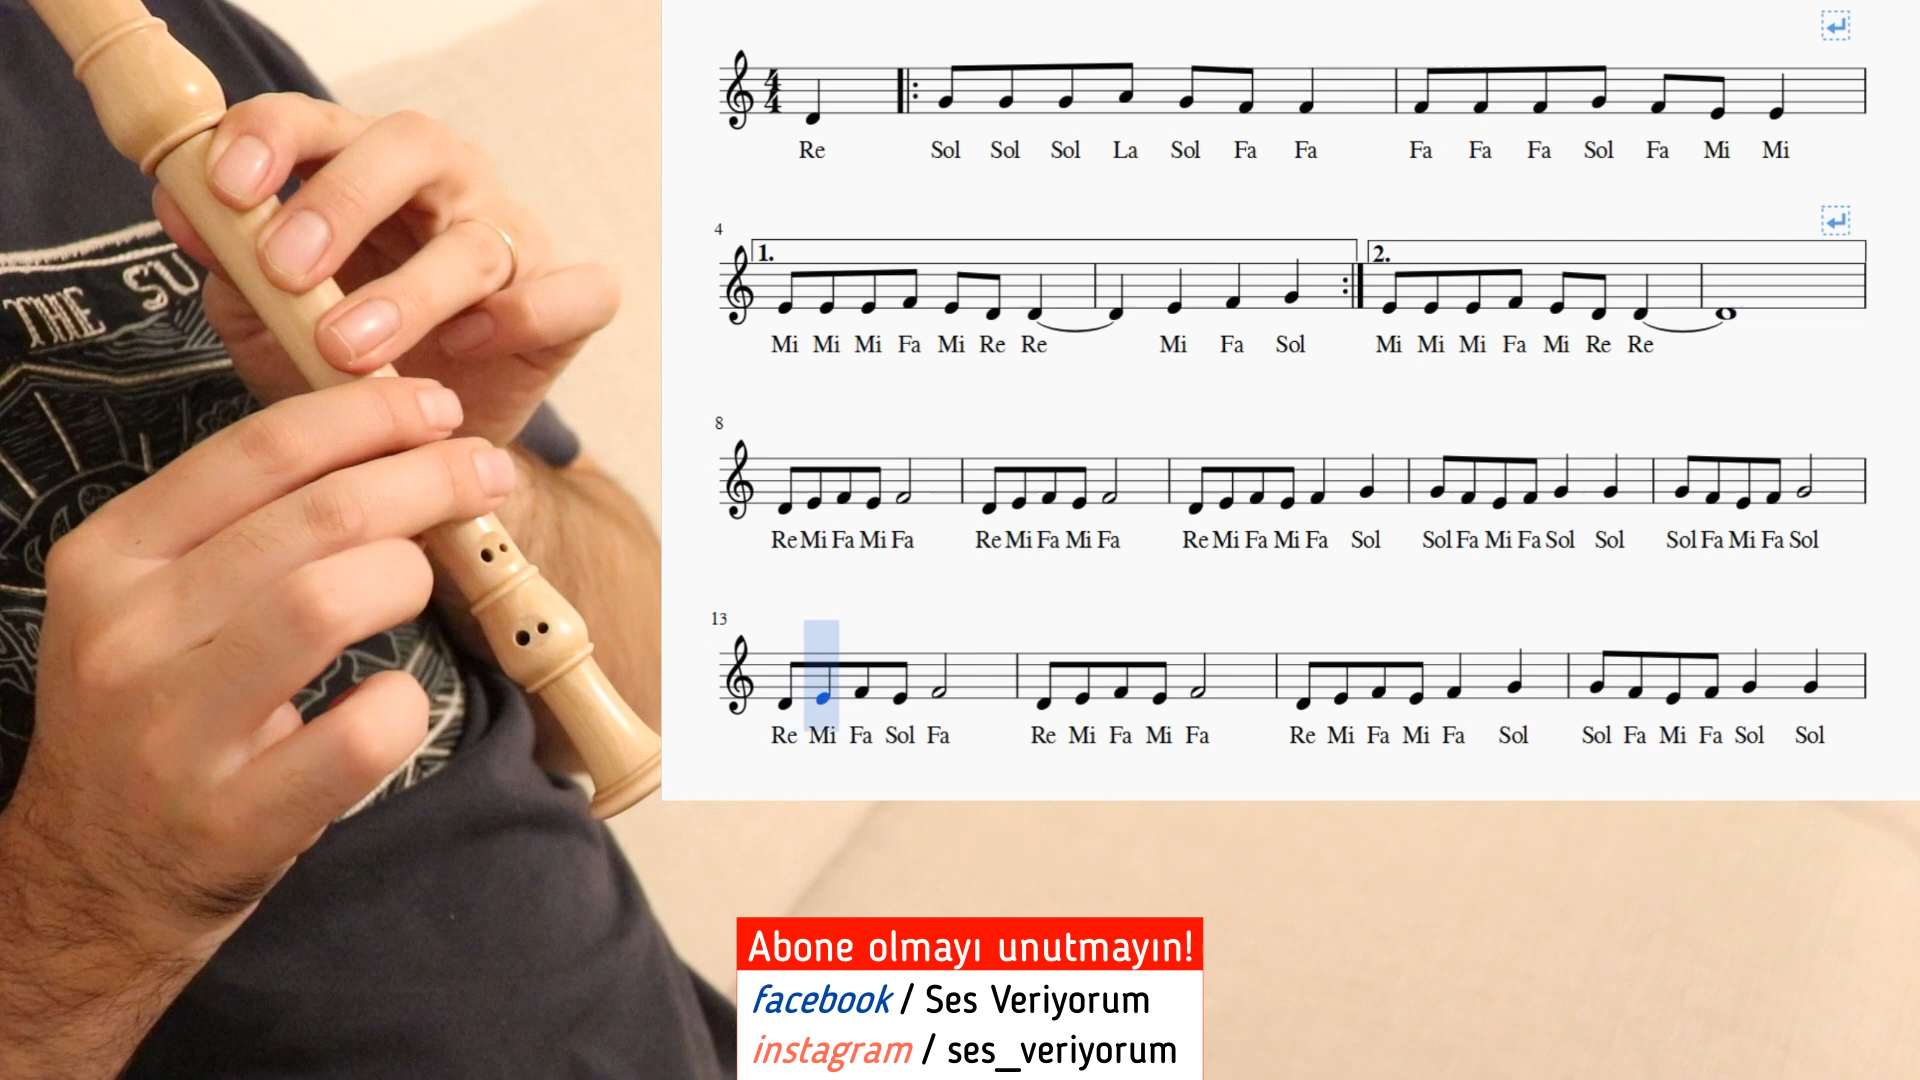 THE SU
4 4
Re Sol Sol Sol La Sol Fa Fa Fa Fa Fa Sol Fa Mi Mi
4 1. 2.
Mi Mi Mi Fa Mi Re Re Mi Fa Sol Mi Mi Mi Fa Mi Re Re
8
Re Mi Fa Mi Fa Re Mi Fa Mi Fa Re Mi Fa Mi Fa Sol Sol Fa Mi Fa Sol Sol Sol Fa Mi Fa Sol
13
Re Mi Fa Sol Fa Re Mi Fa Mi Fa Re Mi Fa Mi Fa Sol Sol Fa Mi Fa Sol Sol
Abone olmayı unutmayın!
facebook / Ses Veriyorum
instagram / ses_veriyorum